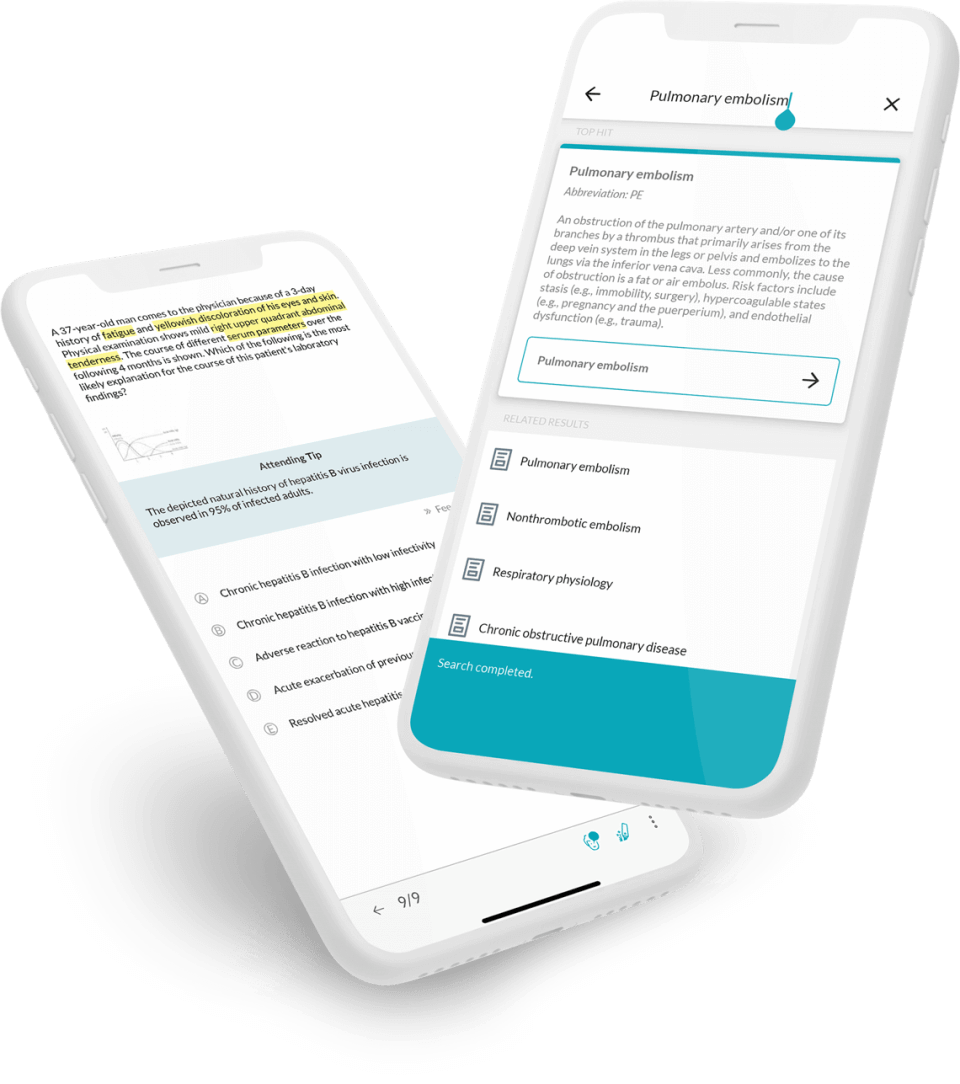 A 37-year-old man comes to the physician because of a 3-day
history of fatigue and yellowish discoloration of his eyes and skin.
Physical examination shows mild right upper quadrant abdominal
tenderness. The course of different serum parameters over the
following 4 months is shown. Which of the following is the most
likely explanation for the course of this patient's laboratory
findings?
Attending Tip
The depicted natural history of hepatitis B virus infection is
observed in 95% of infected adults.
» Fee
A Chronic hepatitis B infection with low infectivity
B Chronic hepatitis B infection with high infec
C Adverse reaction to hepatitis B vaccin
D Acute exacerbation of previou
E Resolved acute hepatitis
9/9
Pulmonary embolism
TOP HIT
Pulmonary embolism
Abbreviation: PE
An obstruction of the pulmonary artery and/or one of its
branches by a thrombus that primarily arises from the
deep vein system in the legs or pelvis and embolizes to the
lungs via the inferior vena cava. Less commonly, the cause
of obstruction is a fat or air embolus. Risk factors include
stasis (e.g., immobility, surgery), hypercoagulable states
(e.g., pregnancy and the puerperium), and endothelial
dysfunction (e.g., trauma).
Pulmonary embolism
RELATED RESULTS
Pulmonary embolism
Nonthrombotic embolism
Respiratory physiology
Chronic obstructive pulmonary disease
Search completed.